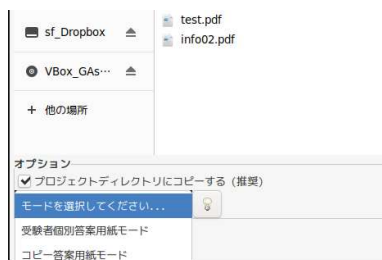 sf_Dropbox
VBox_GAs…
+ 他の場所
test.pdf
info02.pdf
オプション
プロジェクトディレクトリにコピーする (推奨)
モードを選択してください...
受験者個別答案用紙モード
コピー答案用紙モード